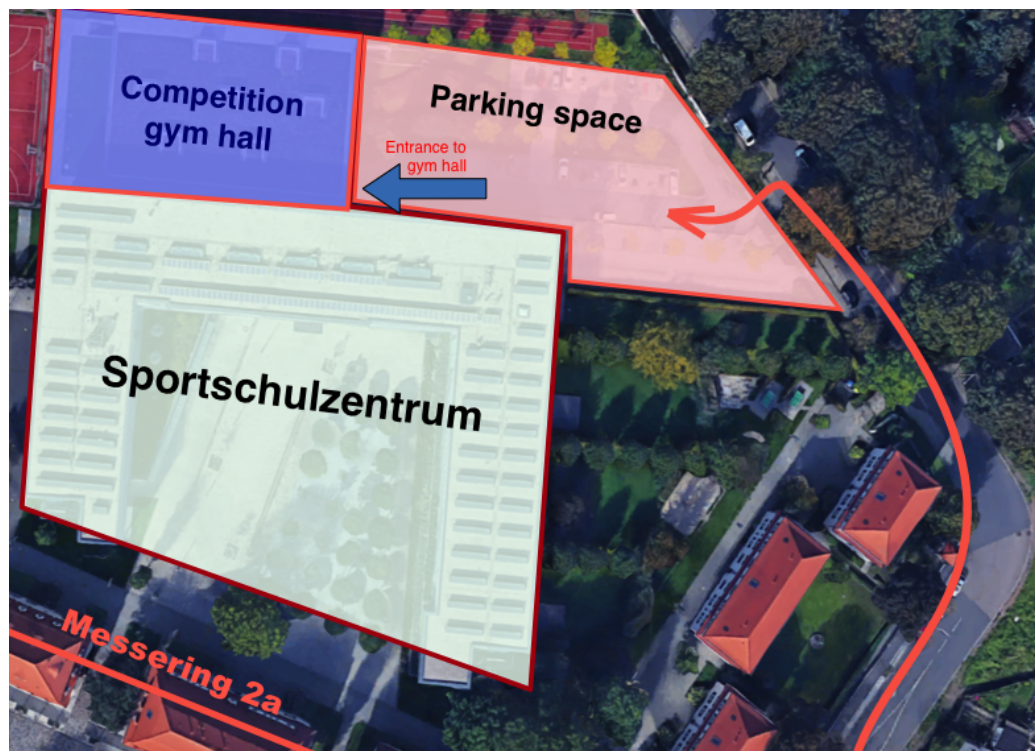 Competition
gym hall
Parking space
Entrance to
gym hall
Sportschulzentrum
Messering 2a